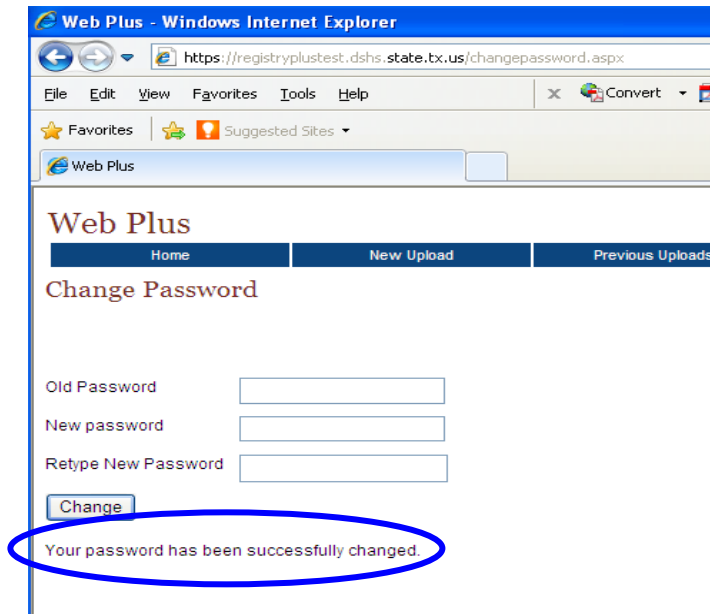 Web Plus - Windows Internet Explorer
https://registryplustest.dshs.state.tx.us/changepassword.aspx
File Edit View Favorites Tools Help x Convert
Favorites Suggested Sites
Web Plus
Web Plus
Home New Upload Previous Uploads
Change Password
Old Password
New password
Retype New Password
Change
Your password has been successfully changed.